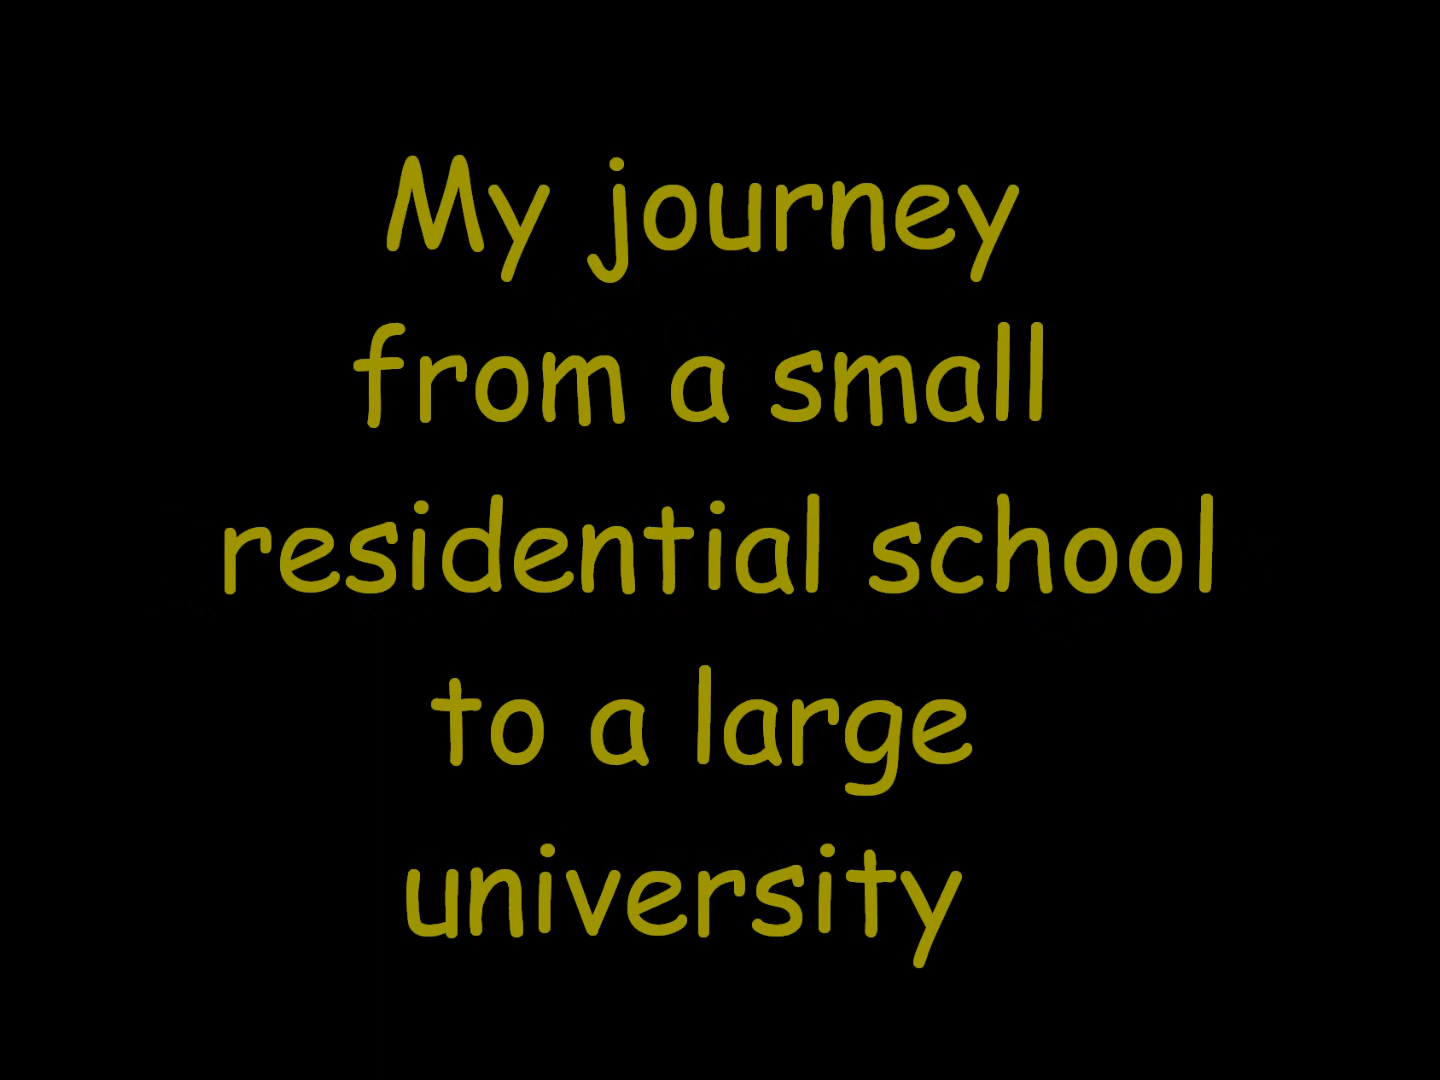 My journey
from a small
residential school
to a large
university